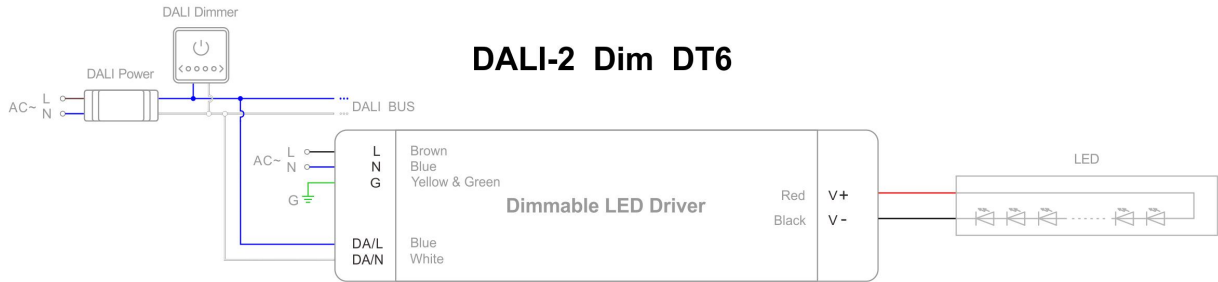 DALI Dimmer
DALI-2 Dim DT6
DALI Power
AC~ L
N
DALI BUS
AC~ L
N
G
L Brown
N Blue
G Yellow & Green
Dimmable LED Driver
DA/L Blue
DA/N White
Red V+
Black V-
LED